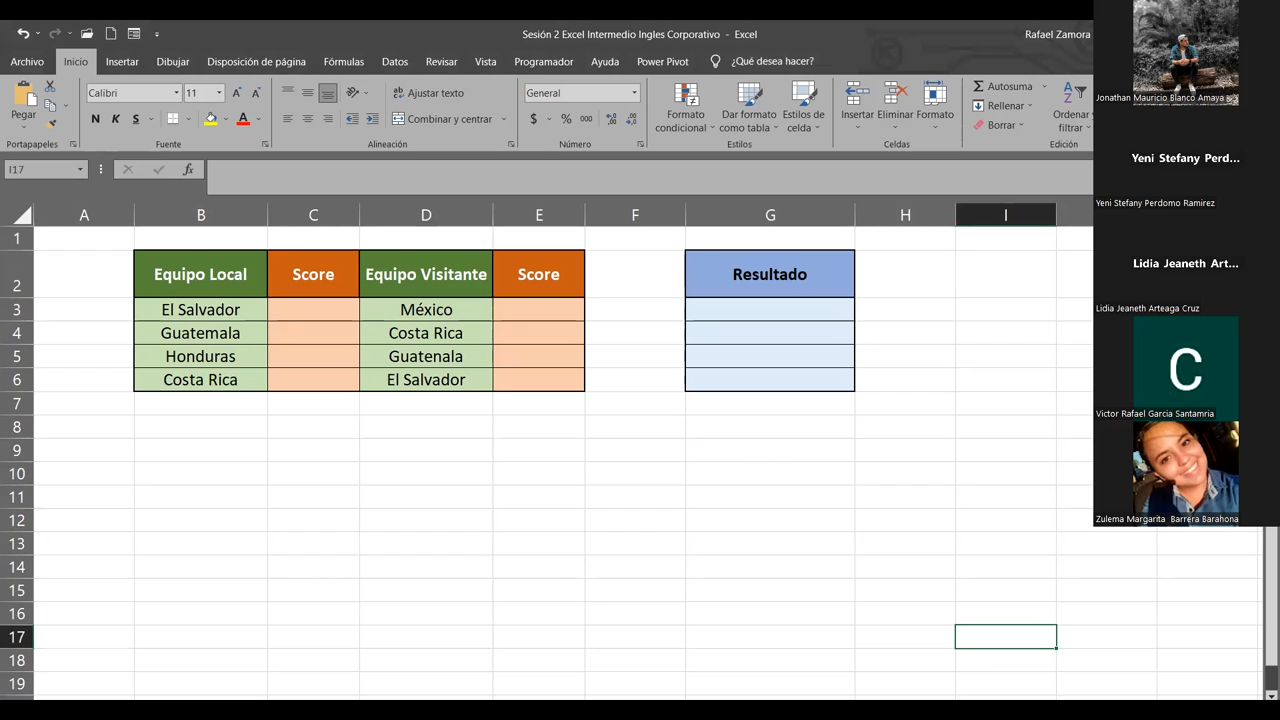 Sesión 2 Excel Intermedio Ingles Corporativo - Excel
Rafael Zamora
Archivo Inicio Insertar Dibujar Disposición de página Fórmulas Datos Revisar Vista Programador Ayuda Power Pivot ¿Qué desea hacer?
Pegar
Portapapeles
Calibri 11
N K S
Fuente
Ajustar texto
Combinar y centrar
Alineación
General
$ % 000
Número
Formato condicional
Dar formato como tabla
Estilos de celda
Estilos
Insertar Eliminar Formato
Celdas
Autosuma
Rellenar
Borrar
Ordenar y filtrar
Edición
I17
fx
A B C D E F G H I
1
2 Equipo Local Score Equipo Visitante Score Resultado
3 El Salvador México
4 Guatemala Costa Rica
5 Honduras Guatenala
6 Costa Rica El Salvador
7
8
9
10
11
12
13
14
15
16
17
18
19
Jonathan Mauricio Blanco Amaya
Yeni Stefany Perd...
Yeni Stefany Perdomo Ramirez
Lidia Jeaneth Art...
Lidia Jeaneth Arteaga Cruz
C
Victor Rafael Garcia Santamria
Zulema Margarita Barrera Barahona